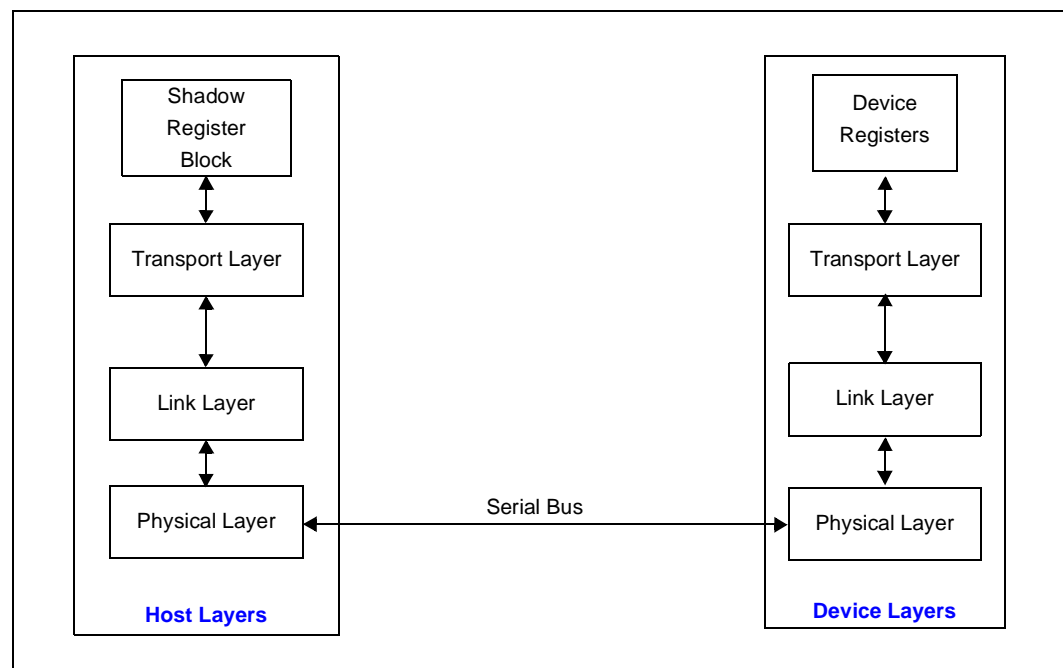 Shadow
Register
Block
Transport Layer
Link Layer
Physical Layer
Host Layers
Serial Bus
Device
Registers
Transport Layer
Link Layer
Physical Layer
Device Layers